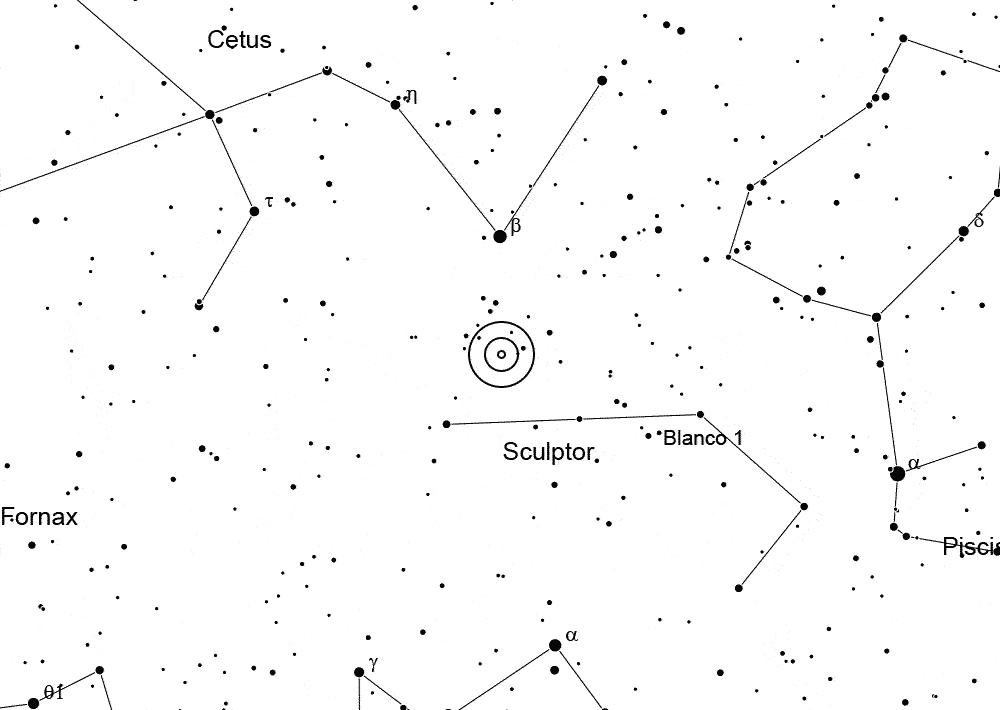 Cetus
η
τ
β
δ
Blanco 1
Sculptor
α
Fornax
Piscis
α
γ
θ1